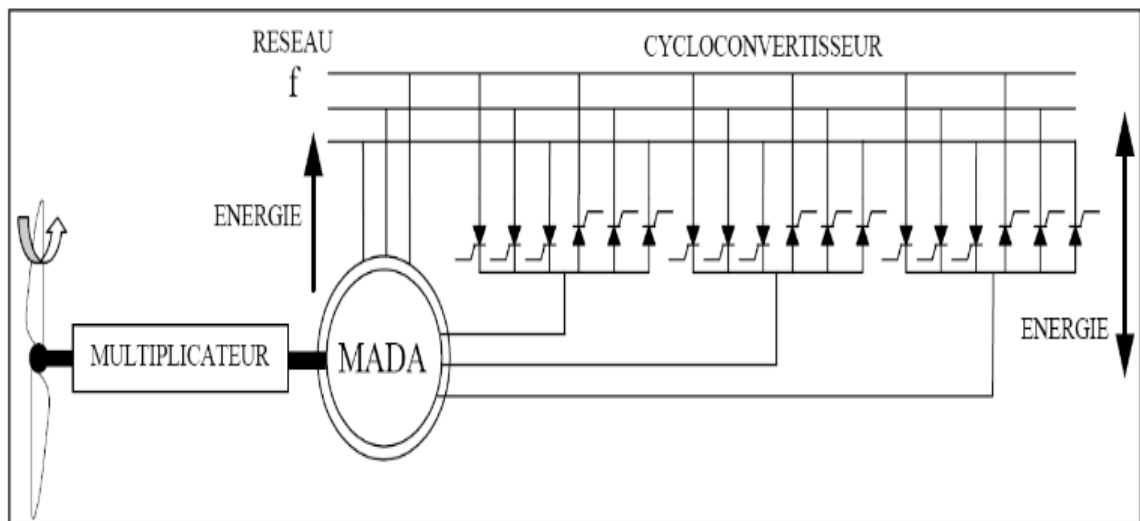 RESEAU
CYCLOCONVERTISSEUR
f
ENERGIE
ENERGIE
MULTIPLICATEUR
MADA